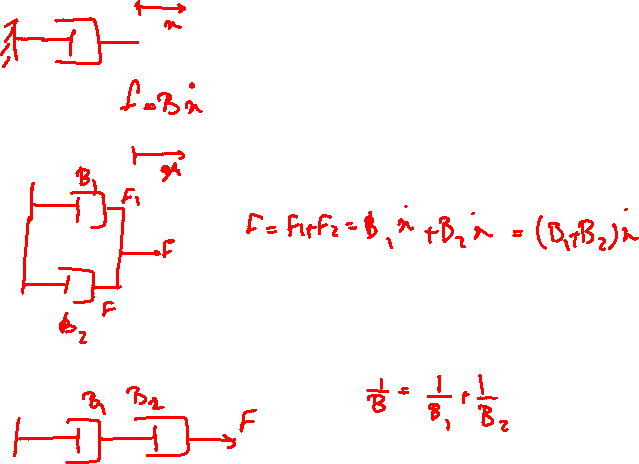 x
f = Bẋ
x
B₁
F₁
F
F = F₁+F₂ = B₁ẋ + B₂ẋ = (B₁+B₂)ẋ
F
B₂
B₁ B₂
F
1/B = 1/B₁ + 1/B₂